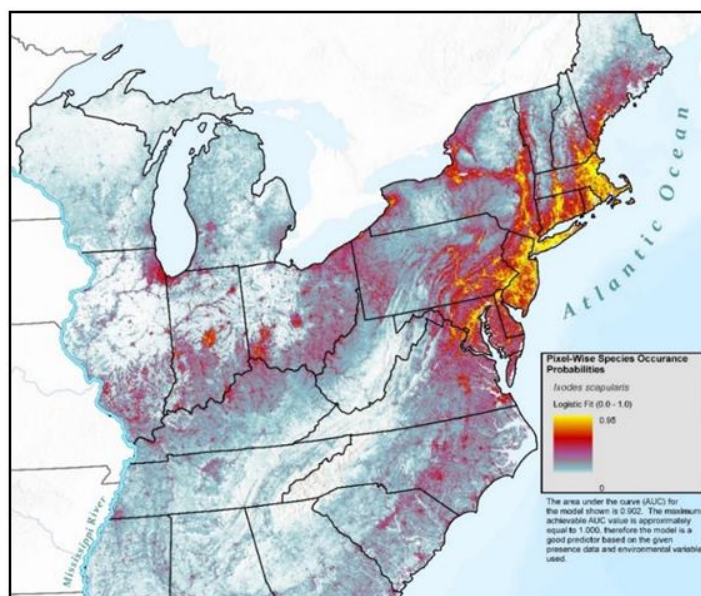 Atlantic Ocean
Mississippi River
Pixel-Wise Species Occurance
Probabilities
Ixodes scapularis
Logistic Fit (0.0 - 1.0)
0.95
0
The area under the curve (AUC) for
the model shown is 0.902. The maximum
achievable AUC value is approximately
equal to 1.000, therefore the model is a
good predictor based on the given
presence data and environmental variable
used.